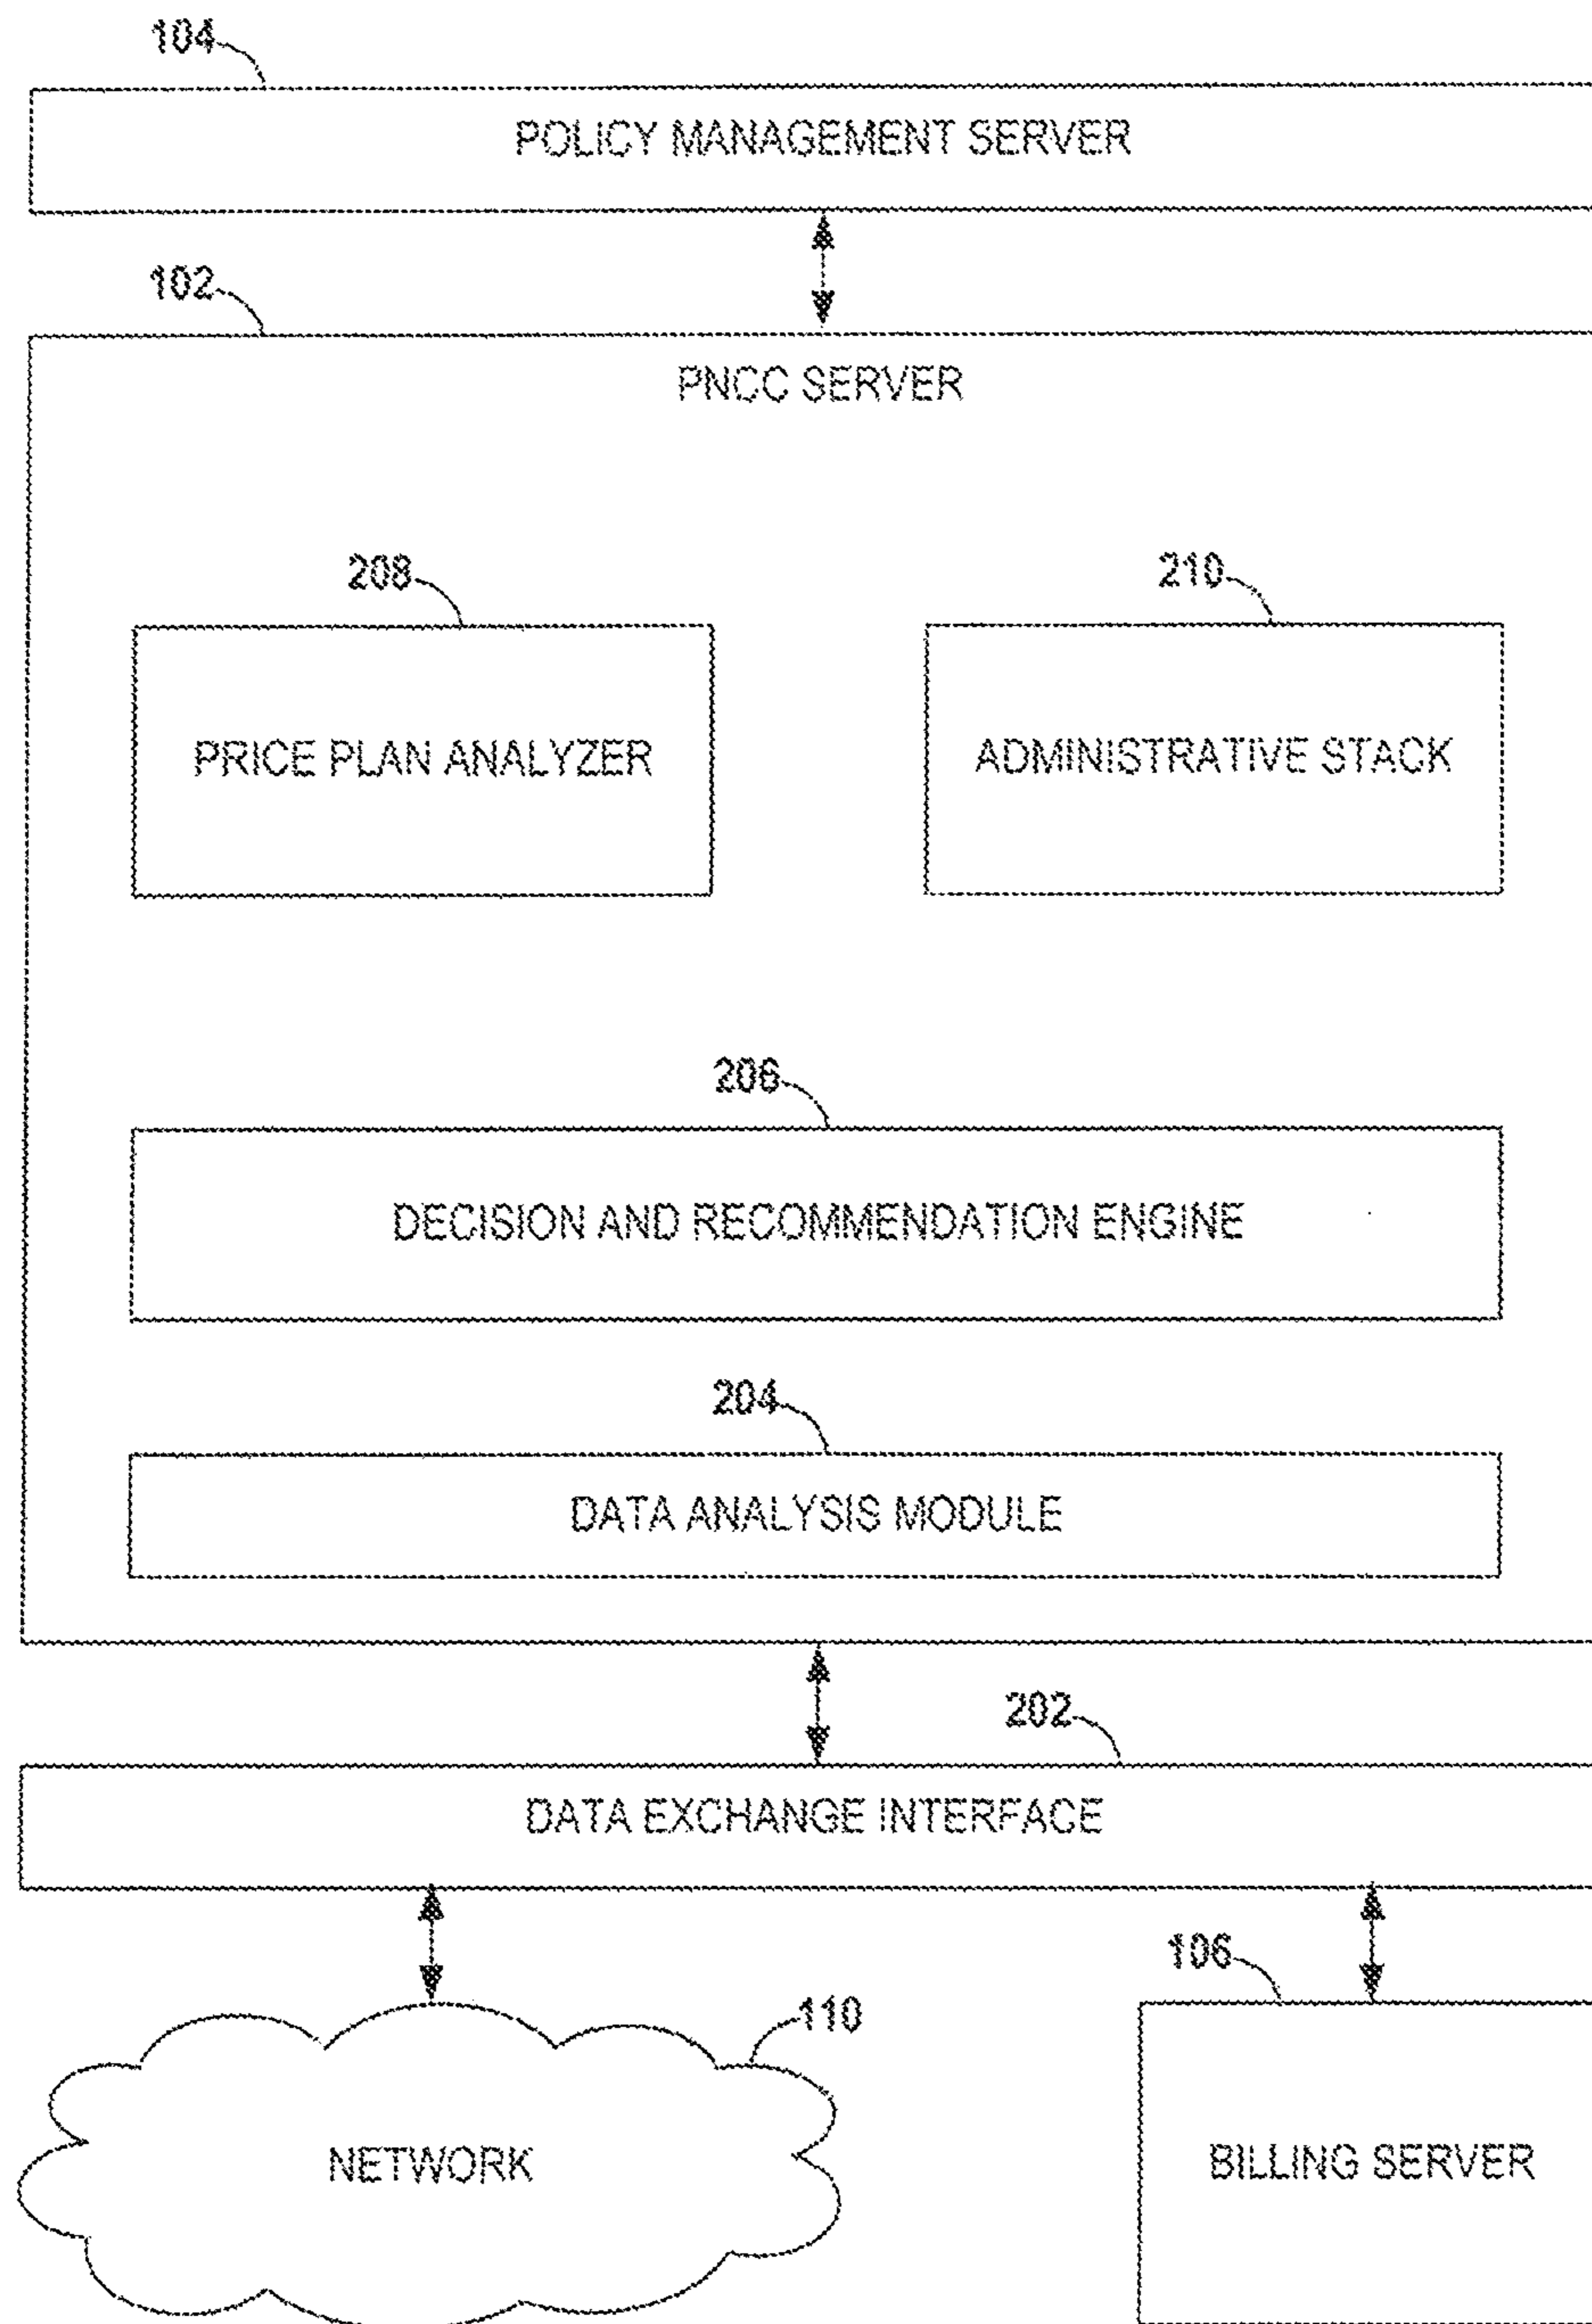 104
POLICY MANAGEMENT SERVER
102
PNCC SERVER
208
210
PRICE PLAN ANALYZER
ADMINISTRATIVE STACK
206
DECISION AND RECOMMENDATION ENGINE
204
DATA ANALYSIS MODULE
202
DATA EXCHANGE INTERFACE
106
110
NETWORK
BILLING SERVER